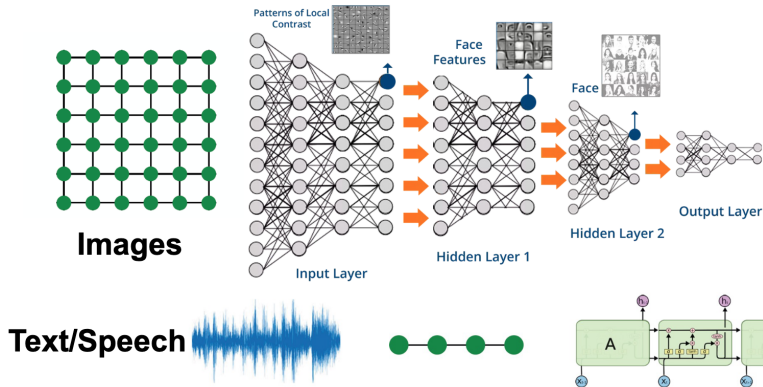 Patterns of Local
Contrast
Face
Features
Face
Images
Input Layer
Hidden Layer 1
Hidden Layer 2
Output Layer
Text/Speech
A